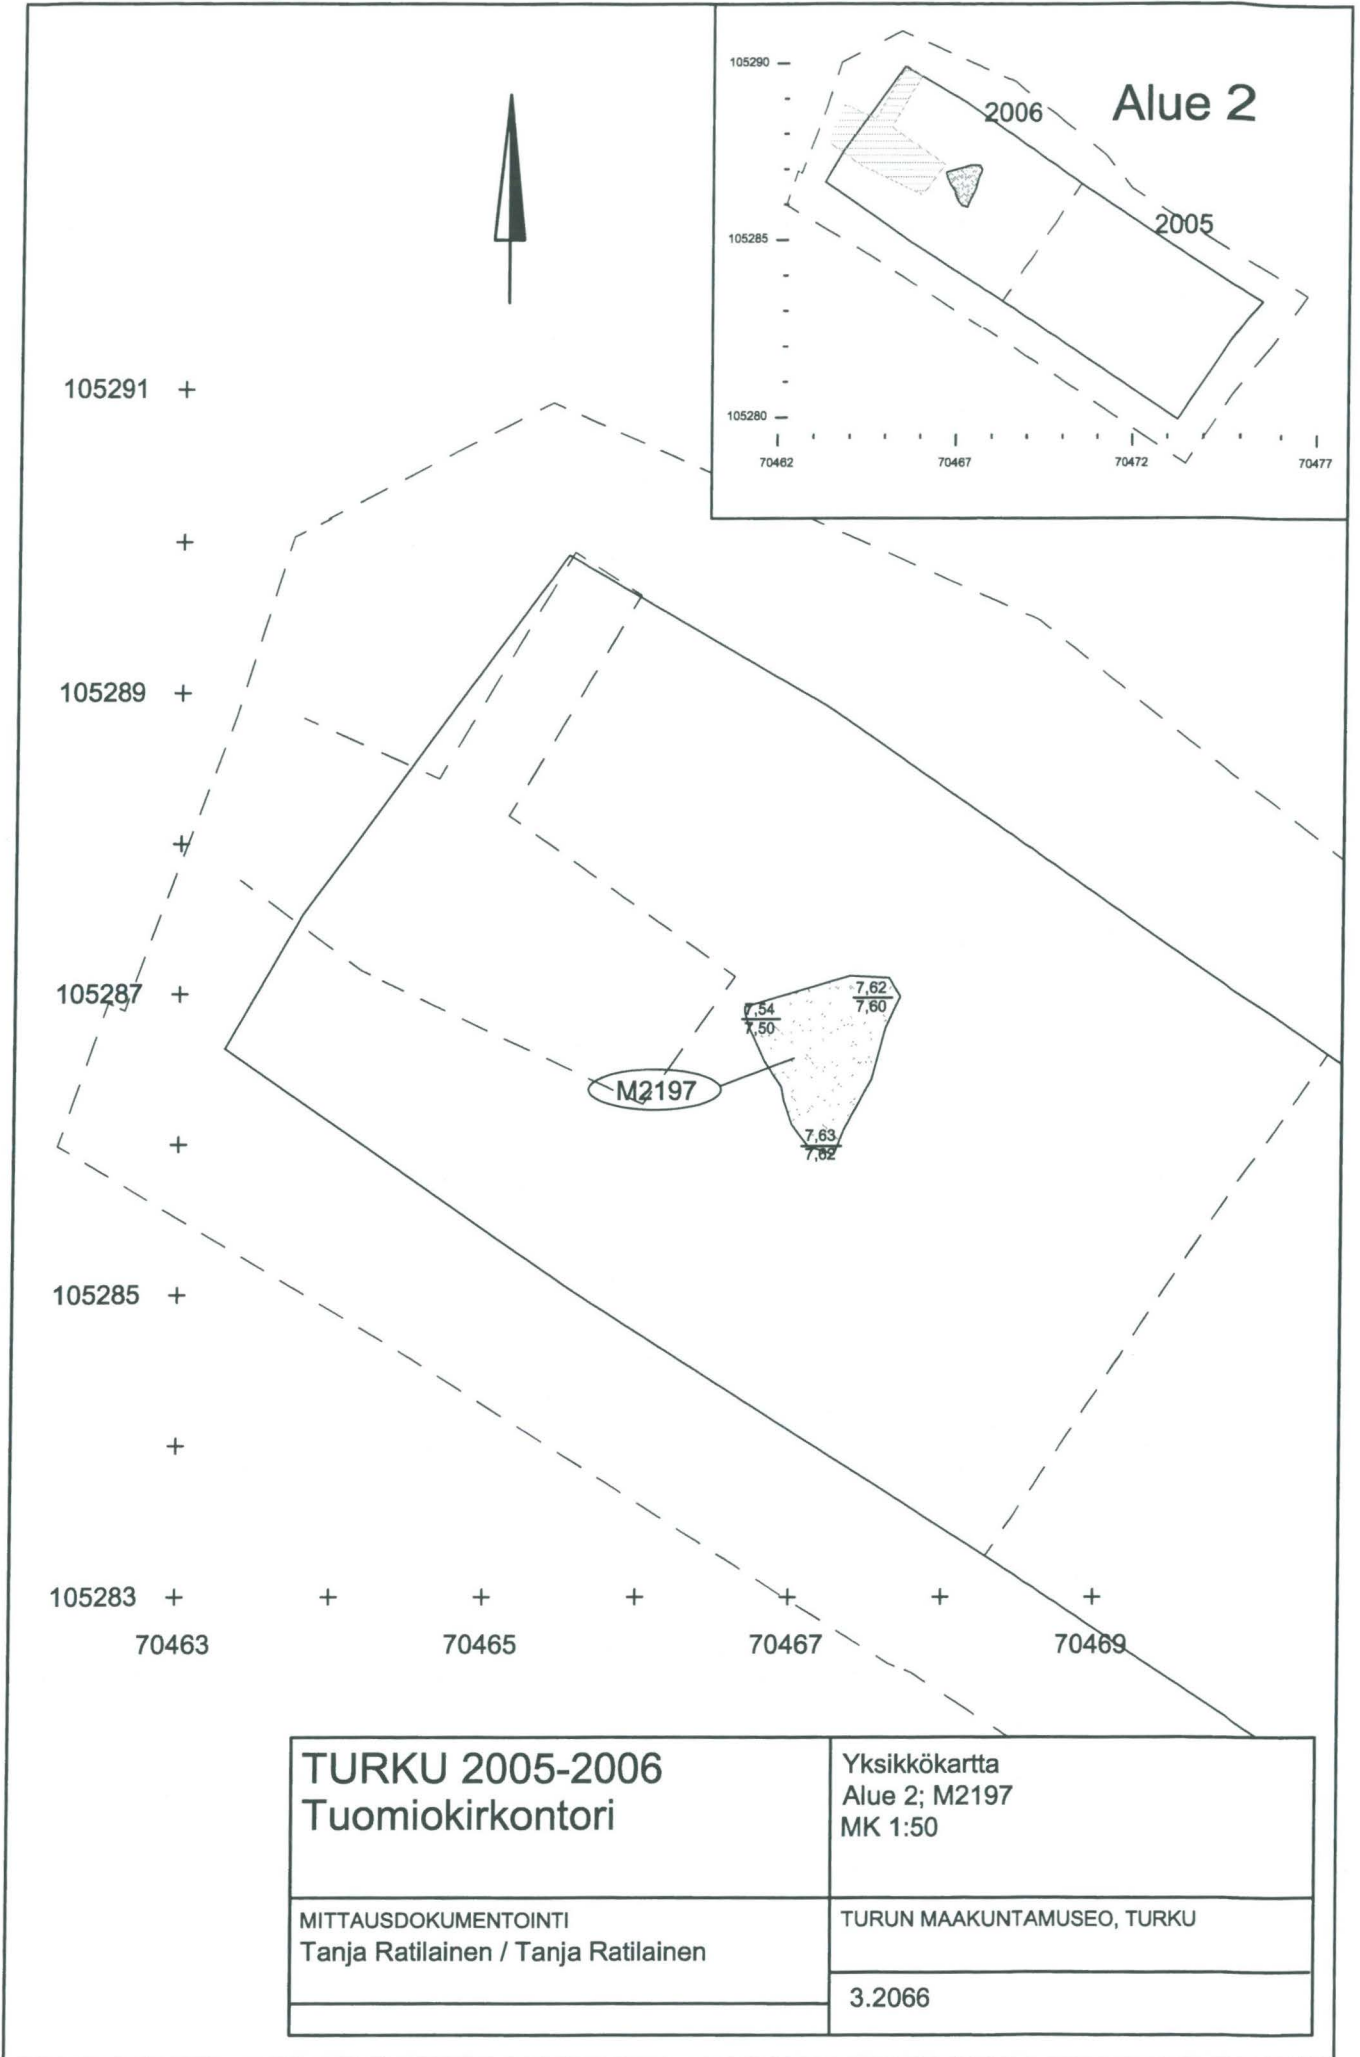 105290
Alue 2
2006
2005
105285
105280
70462
70467
70472
70477
105291
105289
105287
7,62
7,60
7,54
7,50
M2197
7,63
7,62
105285
105283
70463
70465
70467
70469
TURKU 2005-2006
Tuomiokirkontori
Yksikkökartta
Alue 2; M2197
MK 1:50
MITTAUSDOKUMENTOINTI
Tanja Ratilainen / Tanja Ratilainen
TURUN MAAKUNTAMUSEO, TURKU
3.2066